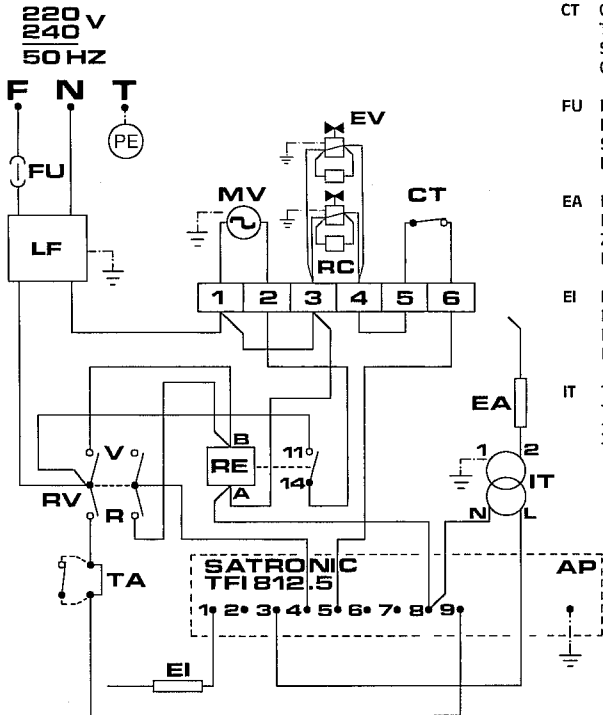 220
240 V
50 HZ
F N T
PE
FU
LF
MV
EV
RC
CT
1 2 3 4 5 6
EA
1 2
IT
N L
B
RE
A
11
14
V
RV
R
TA
SATRONIC
TFI 812.5
AP
1 2 3 4 5 6 7 8 9
EI
CT
FU
EA
EI
IT